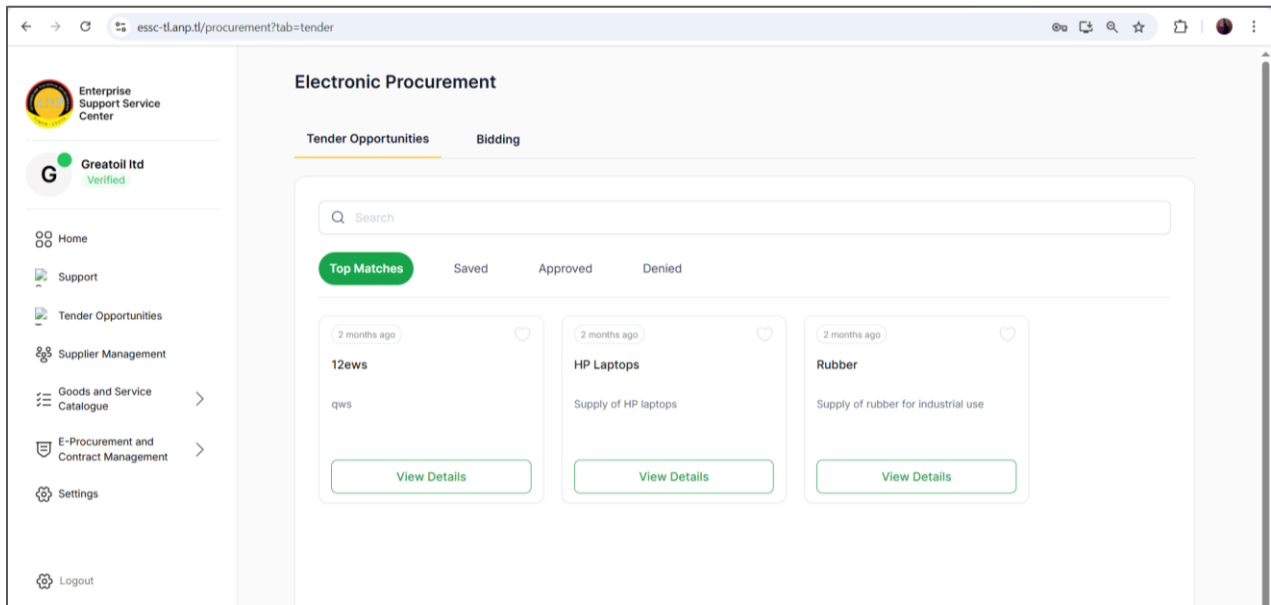 essc-tl.anp.tl/procurement?tab=tender
Enterprise
Support Service
Center
G
Greatoil ltd
Verified
Home
Support
Tender Opportunities
Supplier Management
Goods and Service
Catalogue
E-Procurement and
Contract Management
Settings
Logout
Electronic Procurement
Tender Opportunities Bidding
Search
Top Matches Saved Approved Denied
2 months ago
12ews
qws
View Details
2 months ago
HP Laptops
Supply of HP laptops
View Details
2 months ago
Rubber
Supply of rubber for industrial use
View Details